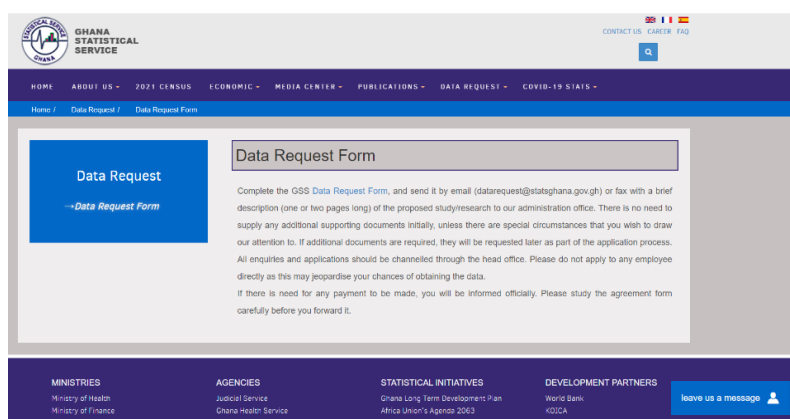 STATISTICAL SERVICE
GHANA
GHANA
STATISTICAL
SERVICE
CONTACT US CAREER FAQ
HOME ABOUT US 2021 CENSUS ECONOMIC MEDIA CENTER PUBLICATIONS DATA REQUEST COVID-19 STATS
Home / Data Request / Data Request Form
Data Request
→Data Request Form
Data Request Form
Complete the GSS Data Request Form, and send it by email (datarequest@statsghana.gov.gh) or fax with a brief
description (one or two pages long) of the proposed study/research to our administration office. There is no need to
supply any additional supporting documents initially, unless there are special circumstances that you wish to draw
our attention to. If additional documents are required, they will be requested later as part of the application process.
All enquiries and applications should be channelled through the head office. Please do not apply to any employee
directly as this may jeopardise your chances of obtaining the data.
If there is need for any payment to be made, you will be informed officially. Please study the agreement form
carefully before you forward it.
MINISTRIES
Ministry of Health
Ministry of Finance
AGENCIES
Judicial Service
Ghana Health Service
STATISTICAL INITIATIVES
Ghana Long Term Development Plan
Africa Union's Agenda 2063
DEVELOPMENT PARTNERS
World Bank
KOICA
leave us a message